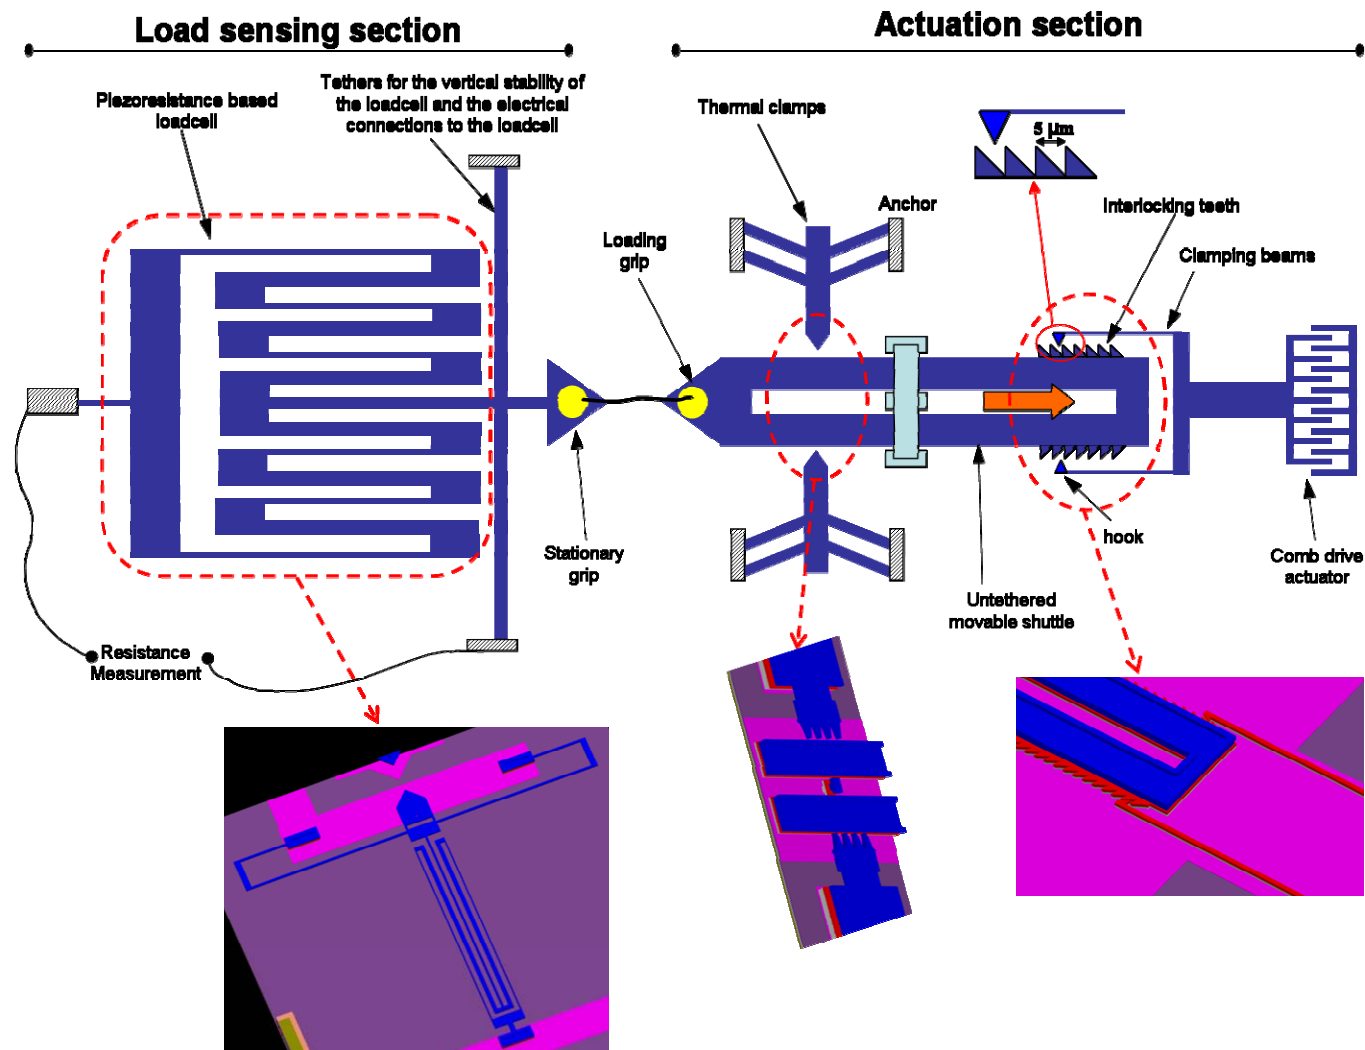 Load sensing section
Actuation section
Piezoresistance based
loadcell
Tethers for the vertical stability of
the loadcell and the electrical
connections to the loadcell
Thermal clamps
5 µm
Anchor
Interlocking teeth
Loading
grip
Clamping beams
Stationary
grip
hook
Comb drive
actuator
Untethered
movable shuttle
Resistance
Measurement